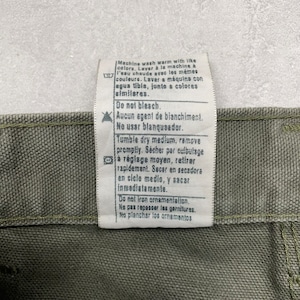 Machine wash warm with like
colors. Laver à la machine à
l'eau chaude avec les mêmes
couleurs. Lavar a máquina con
agua tibia, junto a colores
similares.
Do not bleach.
Aucun agent de blanchiment.
No usar blanqueador.
Tumble dry medium, remove
promptly. Sécher par culbutage
à réglage moyen, retirer
rapidement. Secar en secadora
en ciclo medio, y sacar
inmediatamente.
Do not iron ornamentation.
Ne pas repasser les garnitures.
No planchar los ornamentos